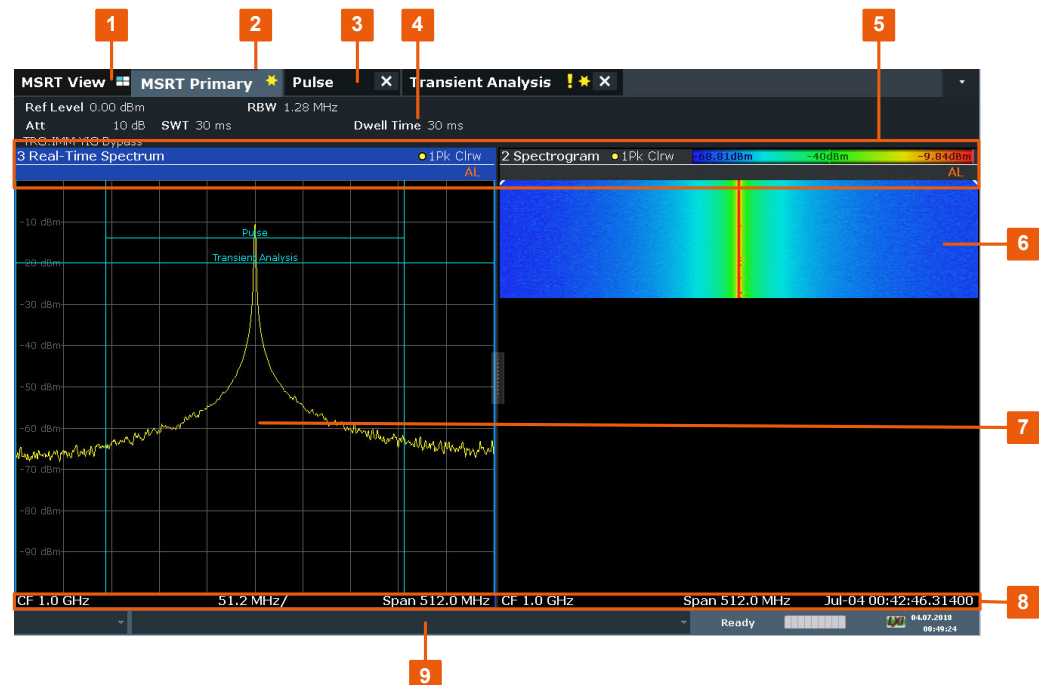 1 2 3 4 5
MSRT View MSRT Primary Pulse Transient Analysis !
Ref Level 0.00 dBm RBW 1.28 MHz
Att 10 dB SWT 30 ms Dwell Time 30 ms
TRG:IMM YIG Bypass
3 Real-Time Spectrum 1Pk Clrw 2 Spectrogram 1Pk Clrw -68.81dBm -40dBm -9.84dBm
AL AL
-10 dBm
Pulse
6
Transient Analysis
-20 dBm
-30 dBm
-40 dBm
-50 dBm
-60 dBm
7
-70 dBm
-80 dBm
-90 dBm
CF 1.0 GHz 51.2 MHz/ Span 512.0 MHz CF 1.0 GHz Span 512.0 MHz Jul-04 00:42:46.31400
8
Ready 04.07.2018
00:49:24
9